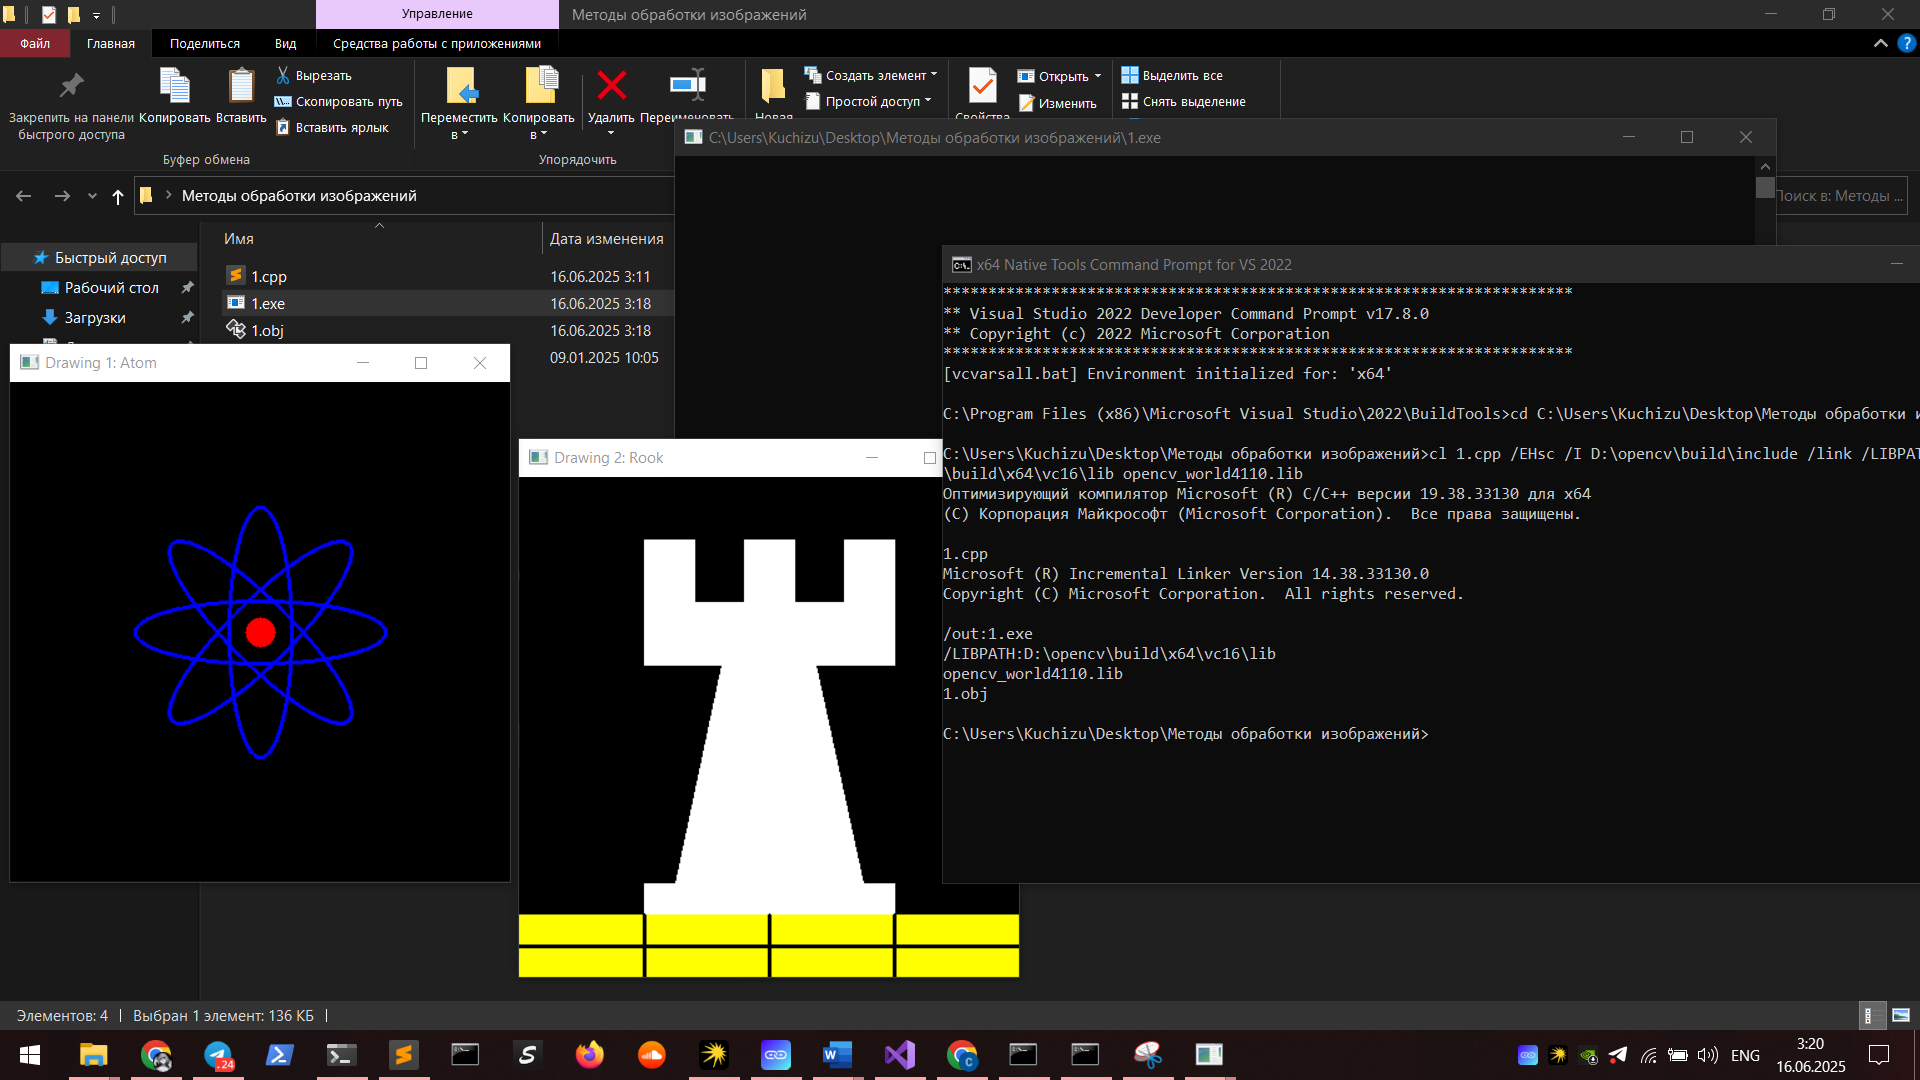 Управление
Методы обработки изображений
Файл
Главная
Поделиться
Вид
Средства работы с приложениями
Закрепить на панели
быстрого доступа
Копировать
Вставить
Вырезать
Скопировать путь
Вставить ярлык
Буфер обмена
Переместить
в
Копировать
в
Удалить
Переименовать
Упорядочить
Новая
Создать элемент
Простой доступ
Свойства
Открыть
Изменить
Выделить все
Снять выделение
C:\Users\Kuchizu\Desktop\Методы обработки изображений\1.exe
Методы обработки изображений
Поиск в: Методы ...
Имя
Дата изменения
Быстрый доступ
Рабочий стол
Загрузки
1.cpp 16.06.2025 3:11
1.exe 16.06.2025 3:18
1.obj 16.06.2025 3:18
09.01.2025 10:05
Drawing 1: Atom
Drawing 2: Rook
x64 Native Tools Command Prompt for VS 2022
**********************************************************************
** Visual Studio 2022 Developer Command Prompt v17.8.0
** Copyright (c) 2022 Microsoft Corporation
**********************************************************************
[vcvarsall.bat] Environment initialized for: 'x64'
C:\Program Files (x86)\Microsoft Visual Studio\2022\BuildTools>cd C:\Users\Kuchizu\Desktop\Методы обработки и
C:\Users\Kuchizu\Desktop\Методы обработки изображений>cl 1.cpp /EHsc /I D:\opencv\build\include /link /LIBPAT
\build\x64\vc16\lib opencv_world4110.lib
Оптимизирующий компилятор Microsoft (R) C/C++ версии 19.38.33130 для x64
(C) Корпорация Майкрософт (Microsoft Corporation).  Все права защищены.
1.cpp
Microsoft (R) Incremental Linker Version 14.38.33130.0
Copyright (C) Microsoft Corporation.  All rights reserved.
/out:1.exe
/LIBPATH:D:\opencv\build\x64\vc16\lib
opencv_world4110.lib
1.obj
C:\Users\Kuchizu\Desktop\Методы обработки изображений>
Элементов: 4
Выбран 1 элемент: 136 КБ
24
ENG
3:20
16.06.2025